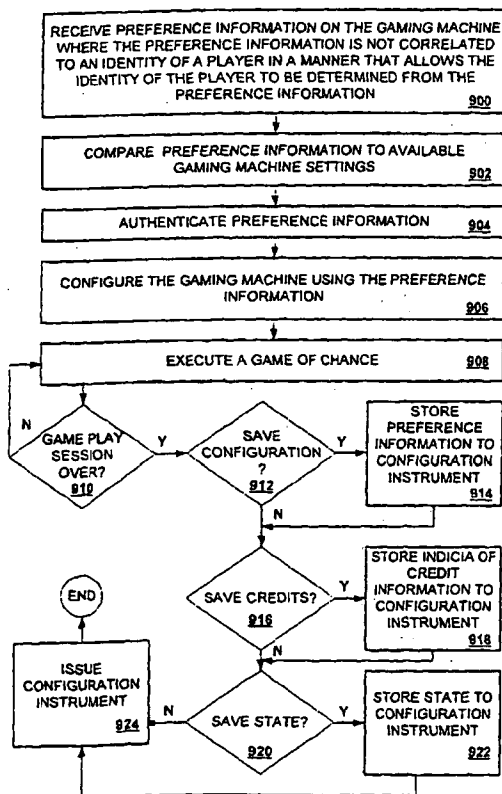 RECEIVE PREFERENCE INFORMATION ON THE GAMING MACHINE
WHERE THE PREFERENCE INFORMATION IS NOT CORRELATED
TO AN IDENTITY OF A PLAYER IN A MANNER THAT ALLOWS THE
IDENTITY OF THE PLAYER TO BE DETERMINED FROM THE
PREFERENCE INFORMATION
900
COMPARE PREFERENCE INFORMATION TO AVAILABLE
GAMING MACHINE SETTINGS
902
AUTHENTICATE PREFERENCE INFORMATION
904
CONFIGURE THE GAMING MACHINE USING THE PREFERENCE
INFORMATION
906
EXECUTE A GAME OF CHANCE
908
N
GAME PLAY
SESSION
OVER?
910
Y
SAVE
CONFIGURATION
?
912
Y
STORE
PREFERENCE
INFORMATION TO
CONFIGURATION
INSTRUMENT
914
N
SAVE CREDITS?
916
Y
STORE INDICIA OF
CREDIT
INFORMATION TO
CONFIGURATION
INSTRUMENT
918
N
END
ISSUE
CONFIGURATION
INSTRUMENT
924
N
SAVE STATE?
920
Y
STORE STATE TO
CONFIGURATION
INSTRUMENT
922